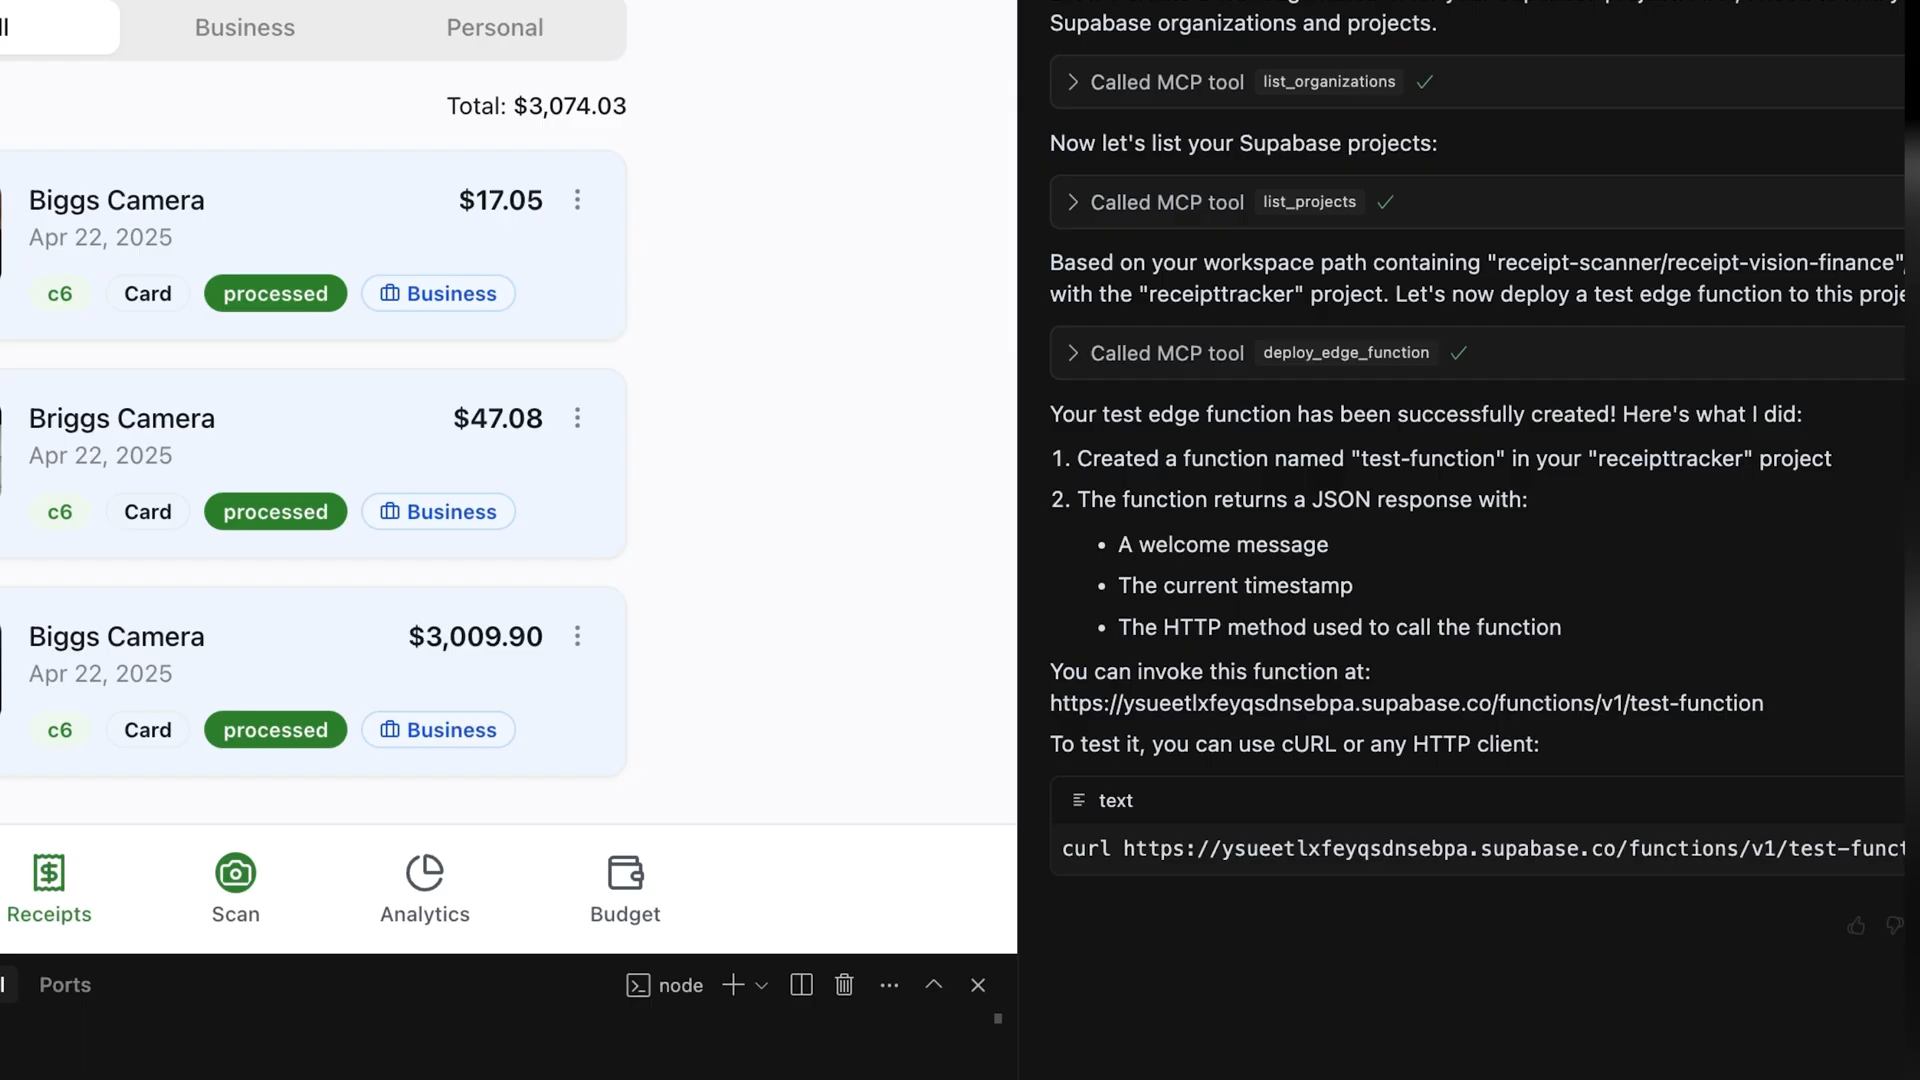 Business
Personal
Total: $3,074.03
Biggs Camera
$17.05
Apr 22, 2025
c6
Card
processed
Business
Briggs Camera
$47.08
Apr 22, 2025
c6
Card
processed
Business
Biggs Camera
$3,009.90
Apr 22, 2025
c6
Card
processed
Business
Receipts
Scan
Analytics
Budget
Ports
node
Supabase organizations and projects.
Called MCP tool list_organizations
Now let's list your Supabase projects:
Called MCP tool list_projects
Based on your workspace path containing "receipt-scanner/receipt-vision-finance"
with the "receipttracker" project. Let's now deploy a test edge function to this
Called MCP tool deploy_edge_function
Your test edge function has been successfully created! Here's what I did:
1. Created a function named "test-function" in your "receipttracker" project
2. The function returns a JSON response with:
• A welcome message
• The current timestamp
• The HTTP method used to call the function
You can invoke this function at:
https://ysueetlxfeyqsdnsebpa.supabase.co/functions/v1/test-function
To test it, you can use cURL or any HTTP client:
text
curl https://ysueetlxfeyqsdnsebpa.supabase.co/functions/v1/test-funct